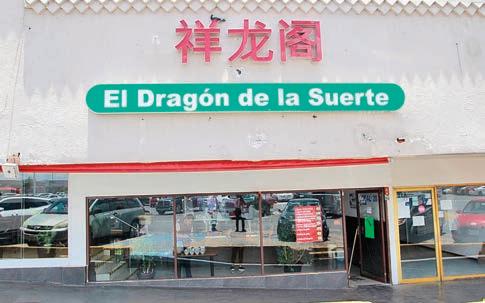 祥龙阁
El Dragón de la Suerte